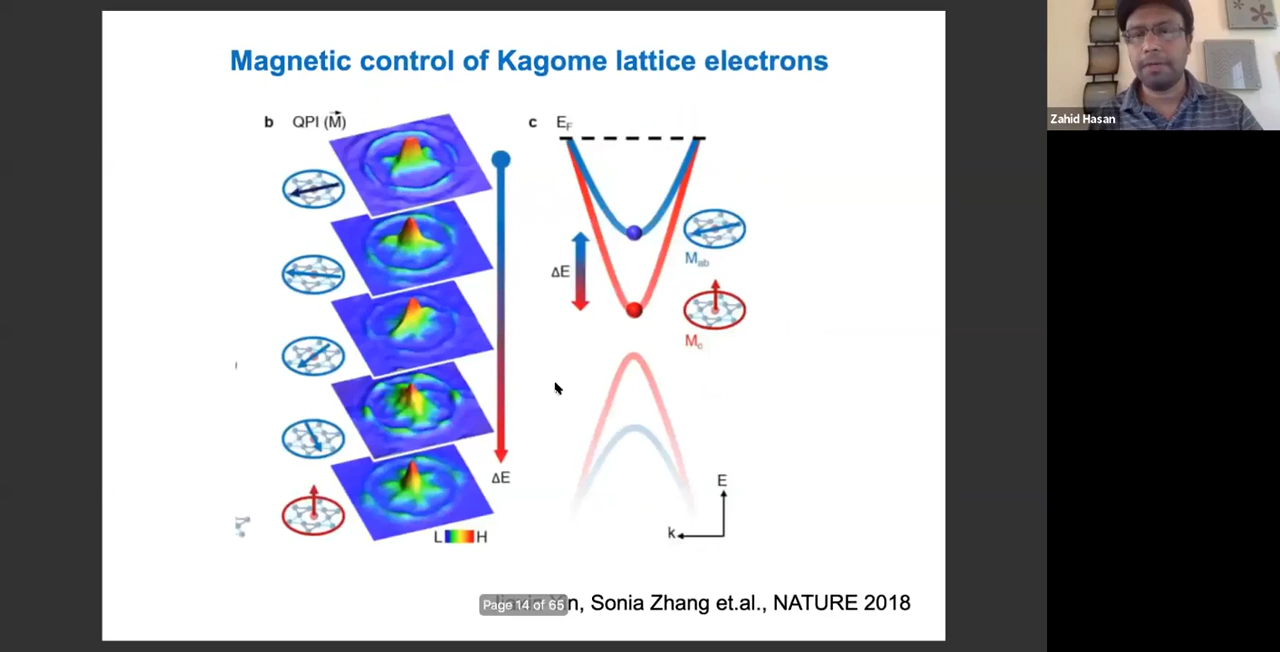 Magnetic control of Kagome lattice electrons
b QPI (M⃗)
c E_F
Zahid Hasan
M_ab
ΔE
M_c
ΔE
E
k
L H
Page 14 of 65
n, Sonia Zhang et.al., NATURE 2018